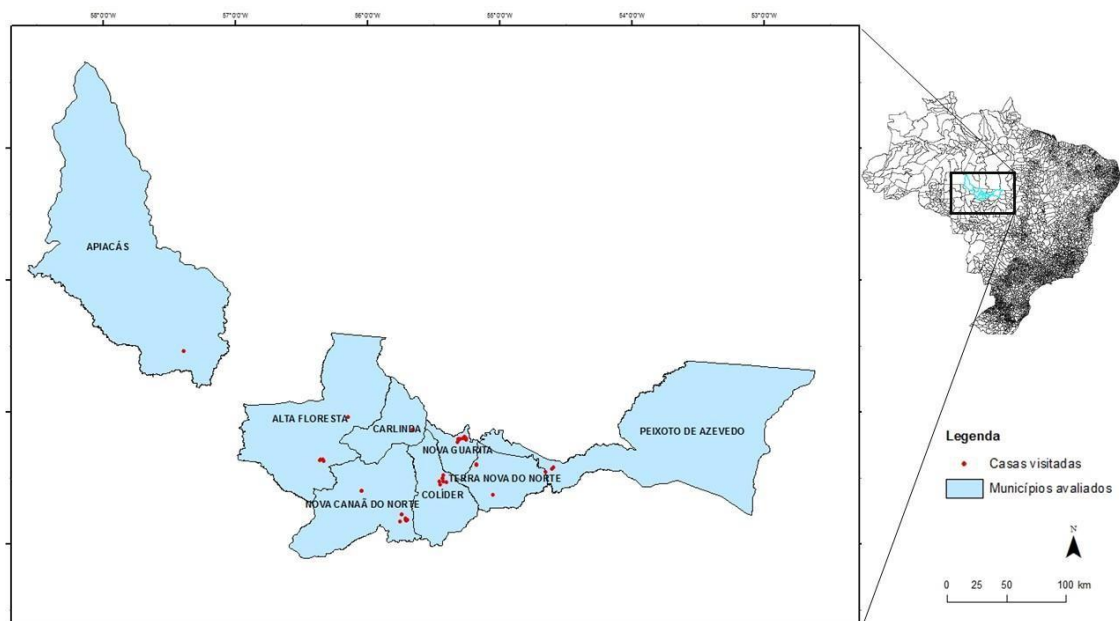 58°0'0"W 57°0'0"W 56°0'0"W 55°0'0"W 54°0'0"W 53°0'0"W
APIACÁS
ALTA FLORESTA
CARLINDA
NOVA GUARITA
PEIXOTO DE AZEVEDO
TERRA NOVA DO NORTE
COLÍDER
NOVA CANAÃ DO NORTE
Legenda
Casas visitadas
Municípios avaliados
N
0 25 50 100 km